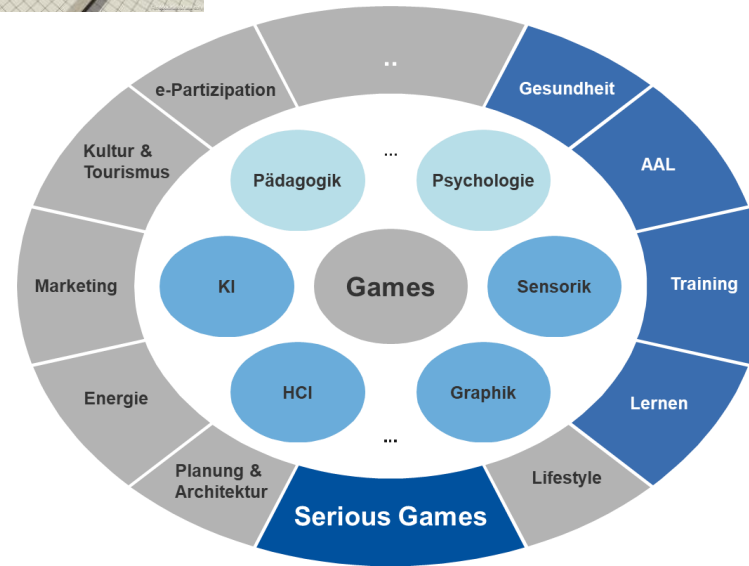 ..
e-Partizipation
Gesundheit
Kultur &
Tourismus
...
AAL
Pädagogik
Psychologie
Marketing
KI
Games
Sensorik
Training
Energie
HCI
Graphik
Lernen
...
Planung &
Architektur
Lifestyle
Serious Games